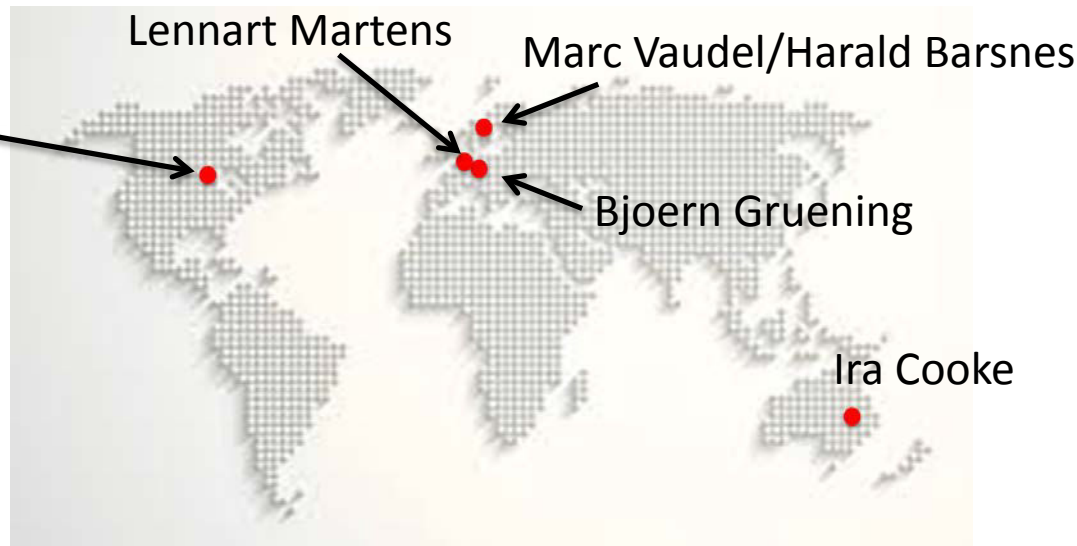 Lennart Martens
Marc Vaudel/Harald Barsnes
Bjoern Gruening
Ira Cooke